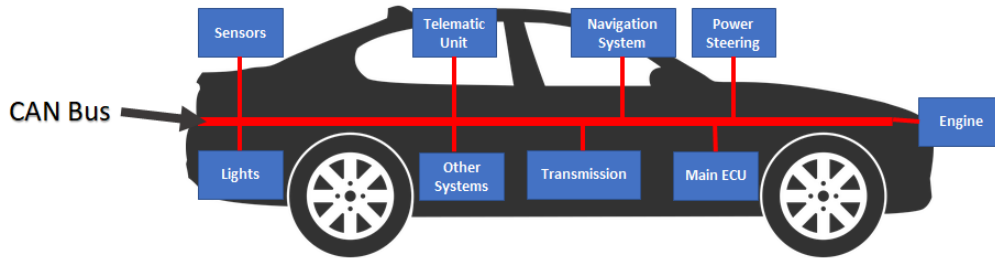 Sensors
Telematic
Unit
Navigation
System
Power
Steering
CAN Bus
Engine
Lights
Other
Systems
Transmission
Main ECU